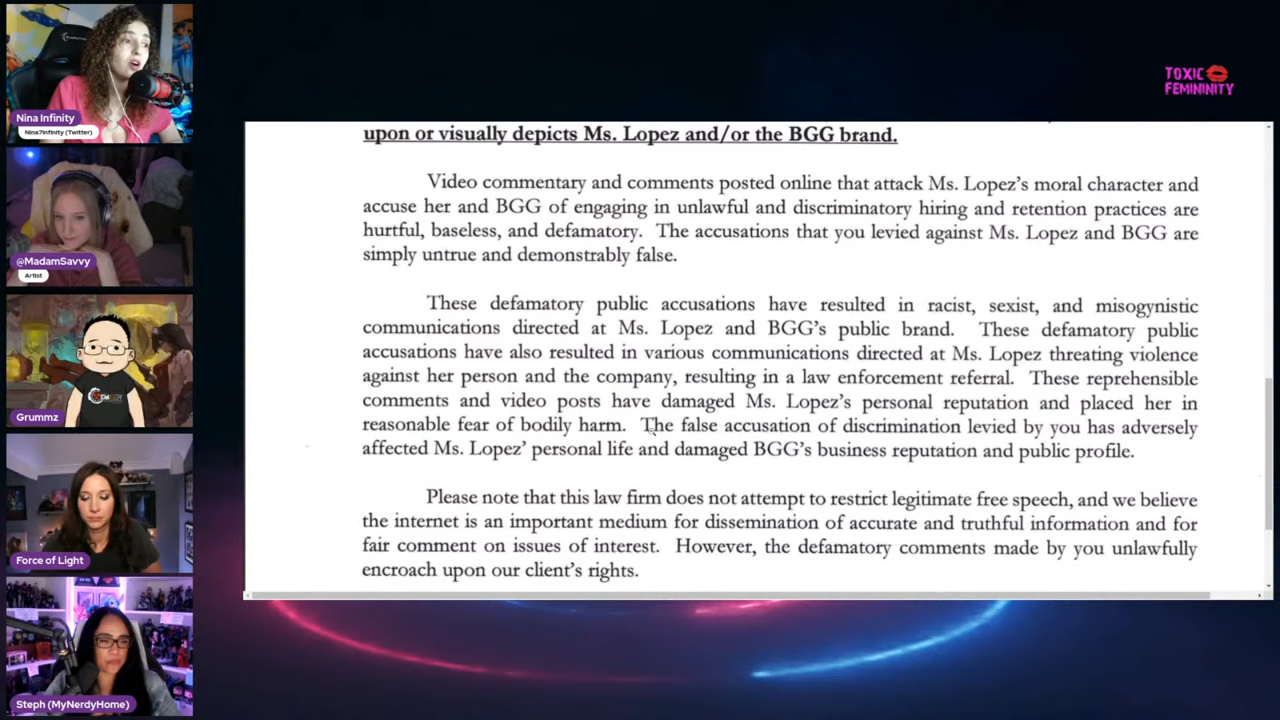 Nina Infinity
Nina7Infinity (Twitter)
@MadamSavvy
Artist
Grummz
Force of Light
Steph (MyNerdyHome)
TOXIC
FEMININITY
upon or visually depicts Ms. Lopez and/or the BGG brand.
Video commentary and comments posted online that attack Ms. Lopez's moral character and
accuse her and BGG of engaging in unlawful and discriminatory hiring and retention practices are
hurtful, baseless, and defamatory. The accusations that you levied against Ms. Lopez and BGG are
simply untrue and demonstrably false.
These defamatory public accusations have resulted in racist, sexist, and misogynistic
communications directed at Ms. Lopez and BGG's public brand. These defamatory public
accusations have also resulted in various communications directed at Ms. Lopez threating violence
against her person and the company, resulting in a law enforcement referral. These reprehensible
comments and video posts have damaged Ms. Lopez's personal reputation and placed her in
reasonable fear of bodily harm. The false accusation of discrimination levied by you has adversely
affected Ms. Lopez' personal life and damaged BGG's business reputation and public profile.
Please note that this law firm does not attempt to restrict legitimate free speech, and we believe
the internet is an important medium for dissemination of accurate and truthful information and for
fair comment on issues of interest. However, the defamatory comments made by you unlawfully
encroach upon our client's rights.